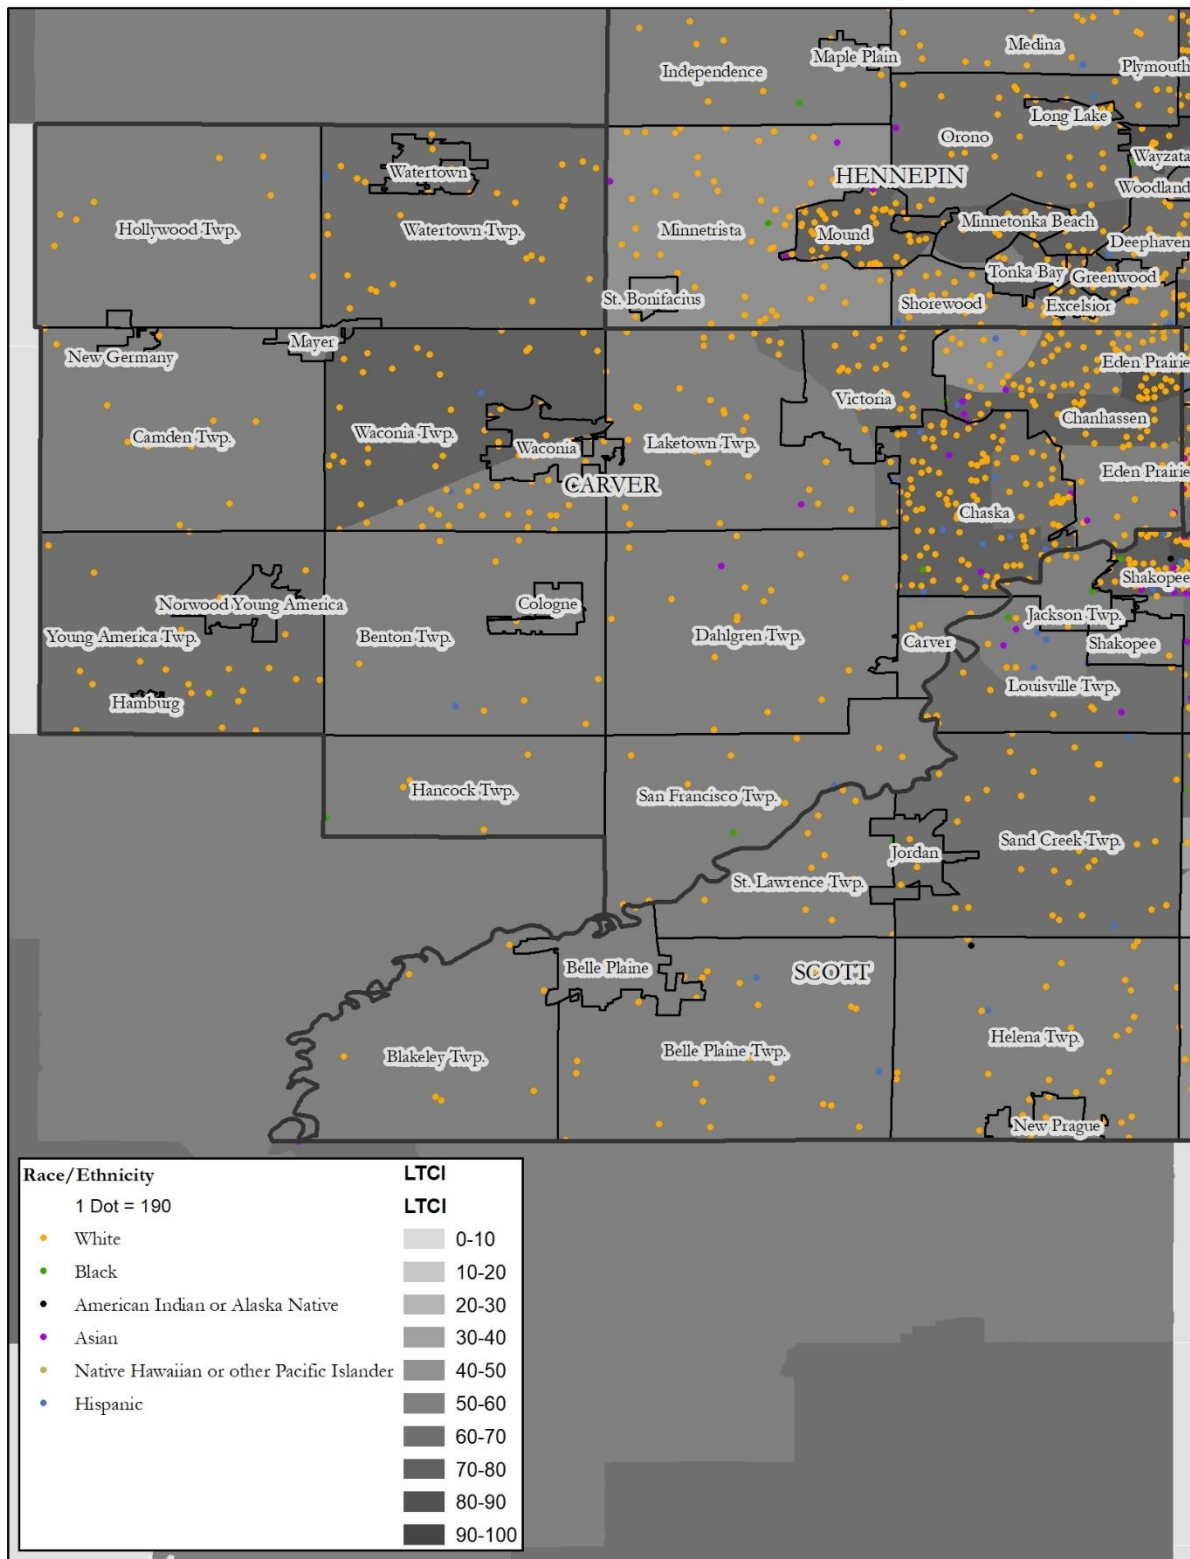 Medina
Maple Plain
Independence
Plymouth
Long Lake
Orono
Wayzata
Watertown
HENNEPIN
Woodland
Hollywood Twp.
Watertown Twp.
Minnetrista
Mound
Minnetonka Beach
Deephaven
Tonka Bay
Greenwood
St. Bonifacius
Shorewood
Excelsior
New Germany
Mayer
Eden Prairie
Victoria
Chanhassen
Camden Twp.
Waconia Twp.
Waconia
Laketown Twp.
CARVER
Eden Prairie
Chaska
Shakopee
Norwood Young America
Cologne
Jackson Twp.
Young America Twp.
Benton Twp.
Dahlgren Twp.
Carver
Shakopee
Louisville Twp.
Hamburg
Hancock Twp.
San Francisco Twp.
Sand Creek Twp.
Jordan
St. Lawrence Twp.
Belle Plaine
SCOTT
Blakeley Twp.
Belle Plaine Twp.
Helena Twp.
New Prague
Race/Ethnicity
1 Dot = 190
White
Black
American Indian or Alaska Native
Asian
Native Hawaiian or other Pacific Islander
Hispanic
LTCI
LTCI
0-10
10-20
20-30
30-40
40-50
50-60
60-70
70-80
80-90
90-100